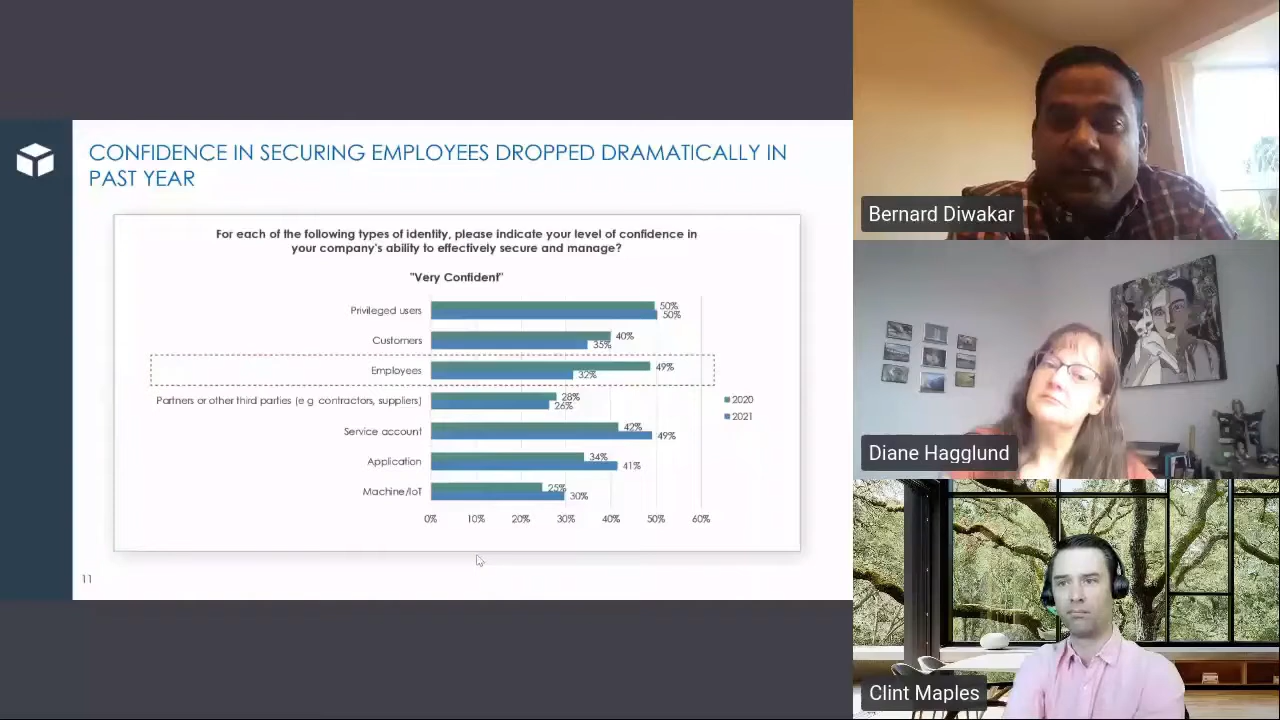 CONFIDENCE IN SECURING EMPLOYEES DROPPED DRAMATICALLY IN
PAST YEAR
For each of the following types of identity, please indicate your level of confidence in
your company's ability to effectively secure and manage?
"Very Confident"
Privileged users
50%
50%
Customers
40%
35%
Employees
49%
32%
Partners or other third parties (e g contractors, suppliers)
28%
26%
Service account
42%
49%
Application
34%
41%
Machine/IoT
25%
30%
0% 10% 20% 30% 40% 50% 60%
2020
2021
11
Bernard Diwakar
Diane Hagglund
Clint Maples